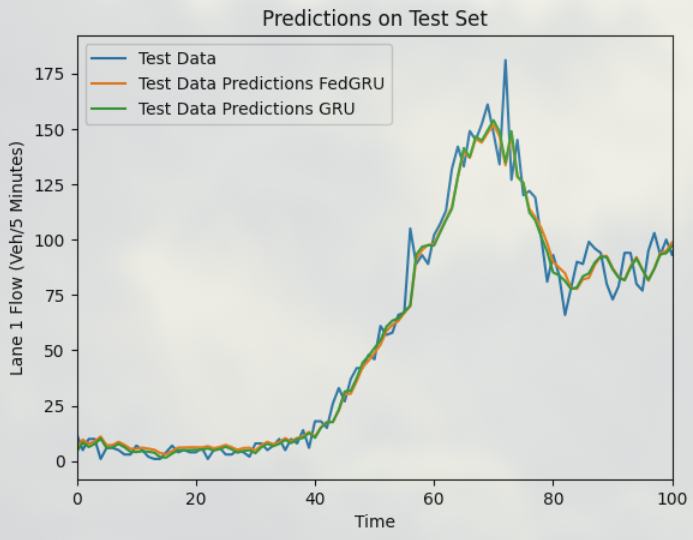 Predictions on Test Set
Test Data
Test Data Predictions FedGRU
Test Data Predictions GRU
Lane 1 Flow (Veh/5 Minutes)
175
150
125
100
75
50
25
0
0 20 40 60 80 100
Time